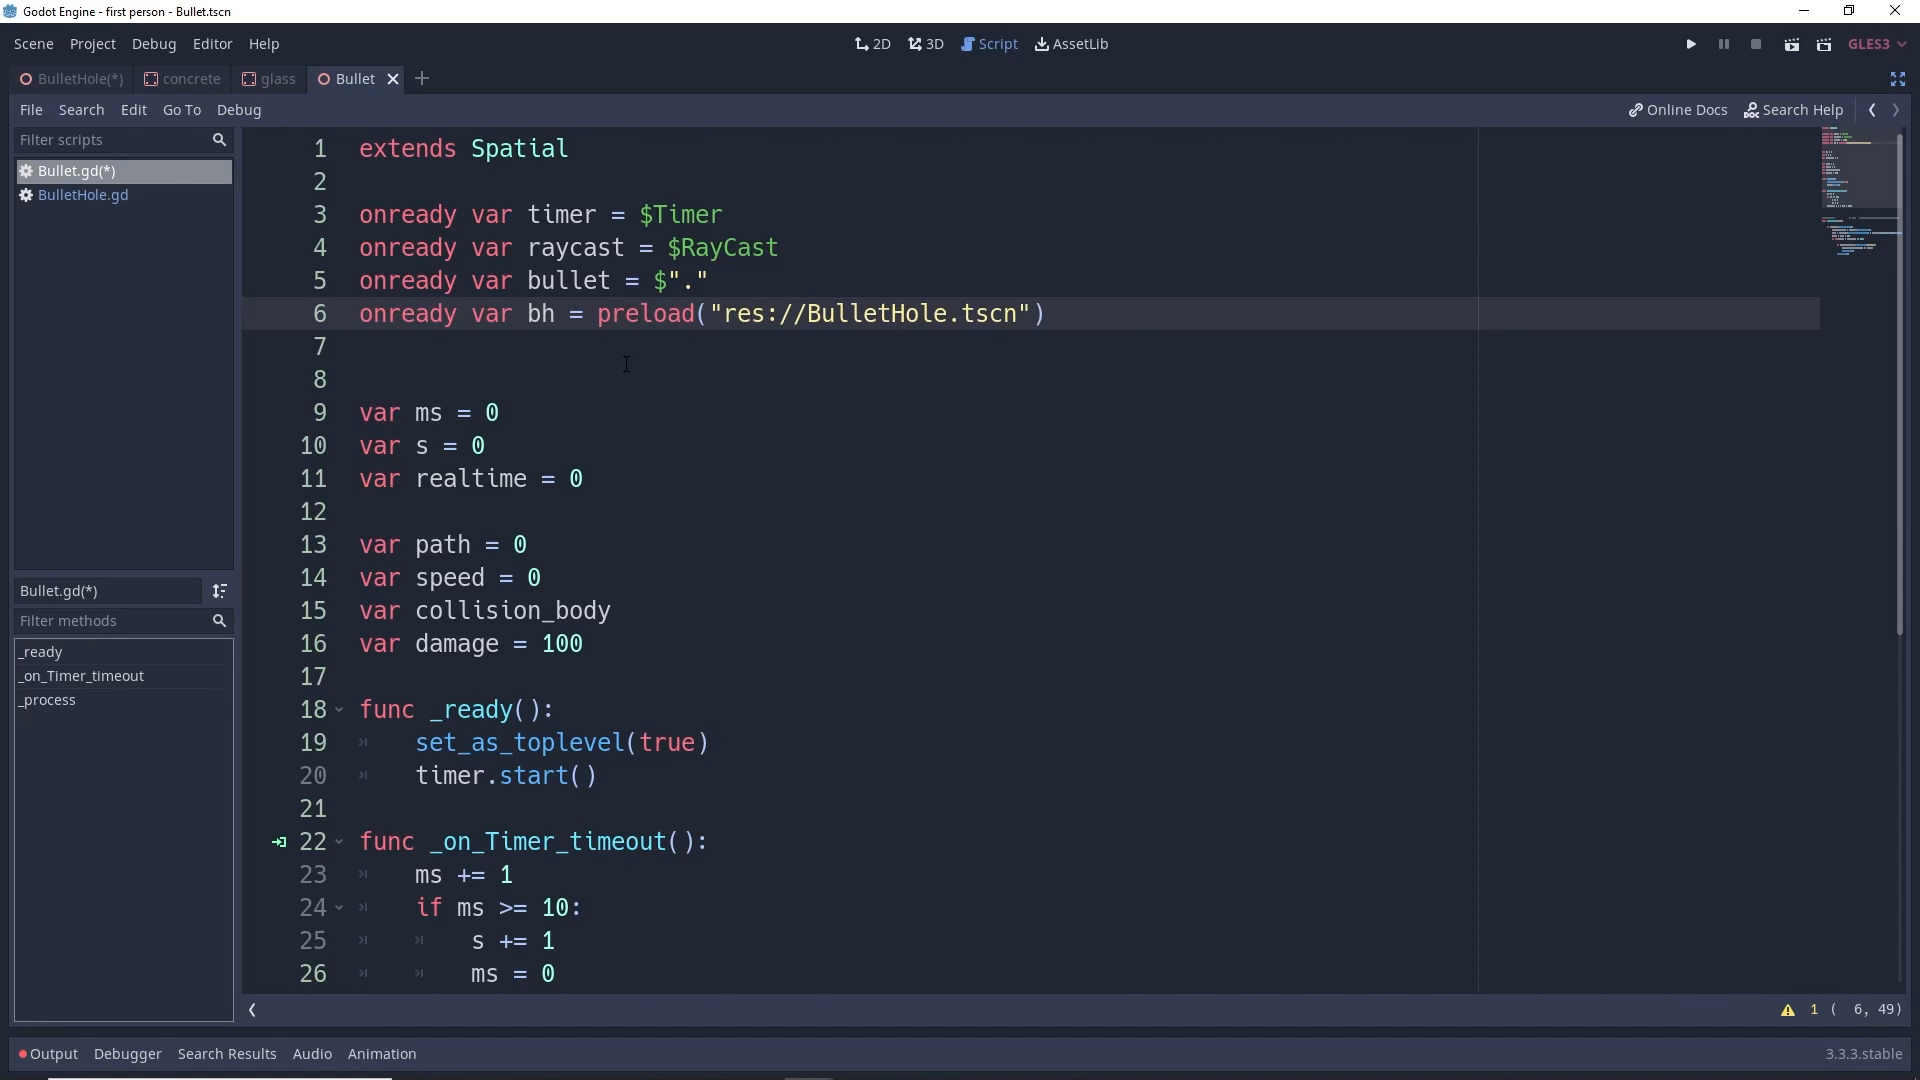 Godot Engine - first person - Bullet.tscn
Scene Project Debug Editor Help
2D 3D Script AssetLib
GLES3
BulletHole(*) concrete glass Bullet
File Search Edit Go To Debug
Online Docs Search Help
Filter scripts
Bullet.gd(*)
BulletHole.gd
Bullet.gd(*)
Filter methods
_ready
_on_Timer_timeout
_process
1 extends Spatial
2
3 onready var timer = $Timer
4 onready var raycast = $RayCast
5 onready var bullet = $"."
6 onready var bh = preload("res://BulletHole.tscn")
7
8
9 var ms = 0
10 var s = 0
11 var realtime = 0
12
13 var path = 0
14 var speed = 0
15 var collision_body
16 var damage = 100
17
18 func _ready():
19 set_as_toplevel(true)
20 timer.start()
21
22 func _on_Timer_timeout():
23 ms += 1
24 if ms >= 10:
25 s += 1
26 ms = 0
1 ( 6, 49)
Output Debugger Search Results Audio Animation
3.3.3.stable